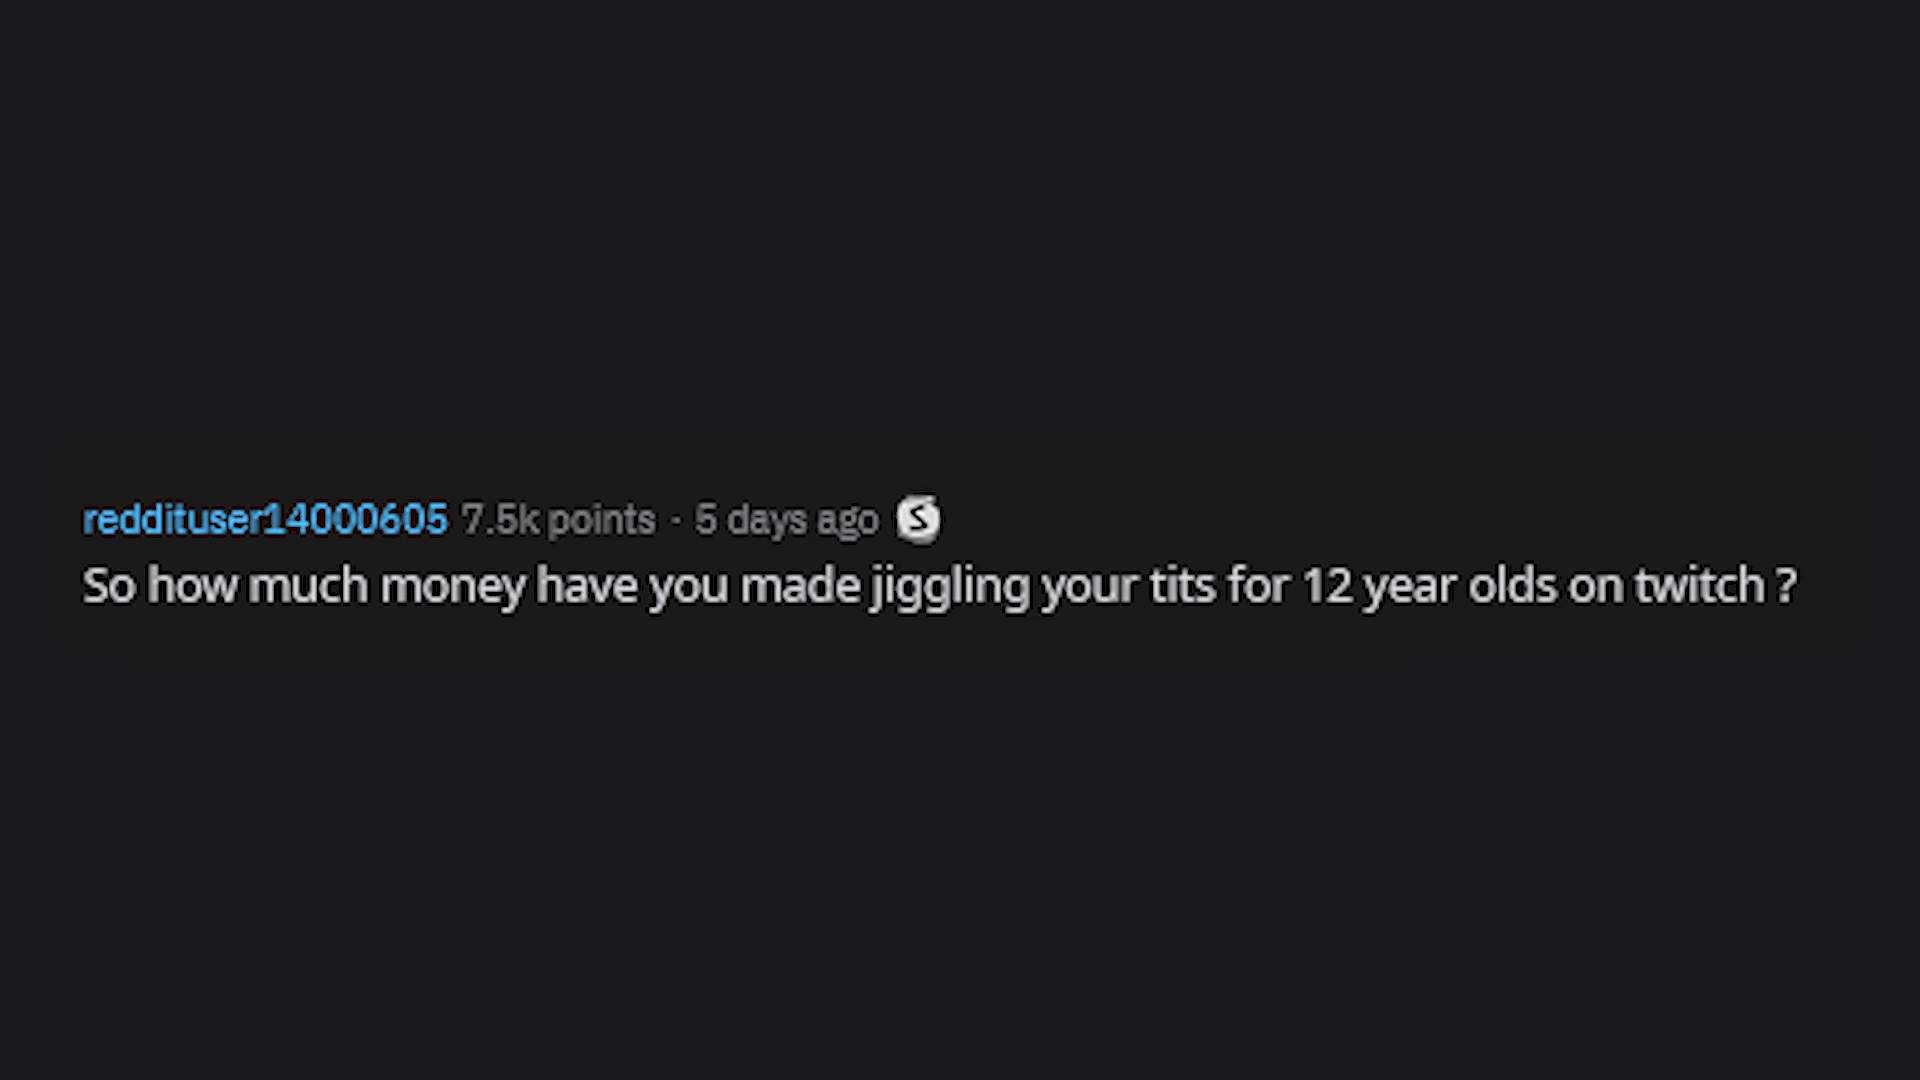 reddituser14000605 7.5k points · 5 days ago S
So how much money have you made jiggling your tits for 12 year olds on twitch ?